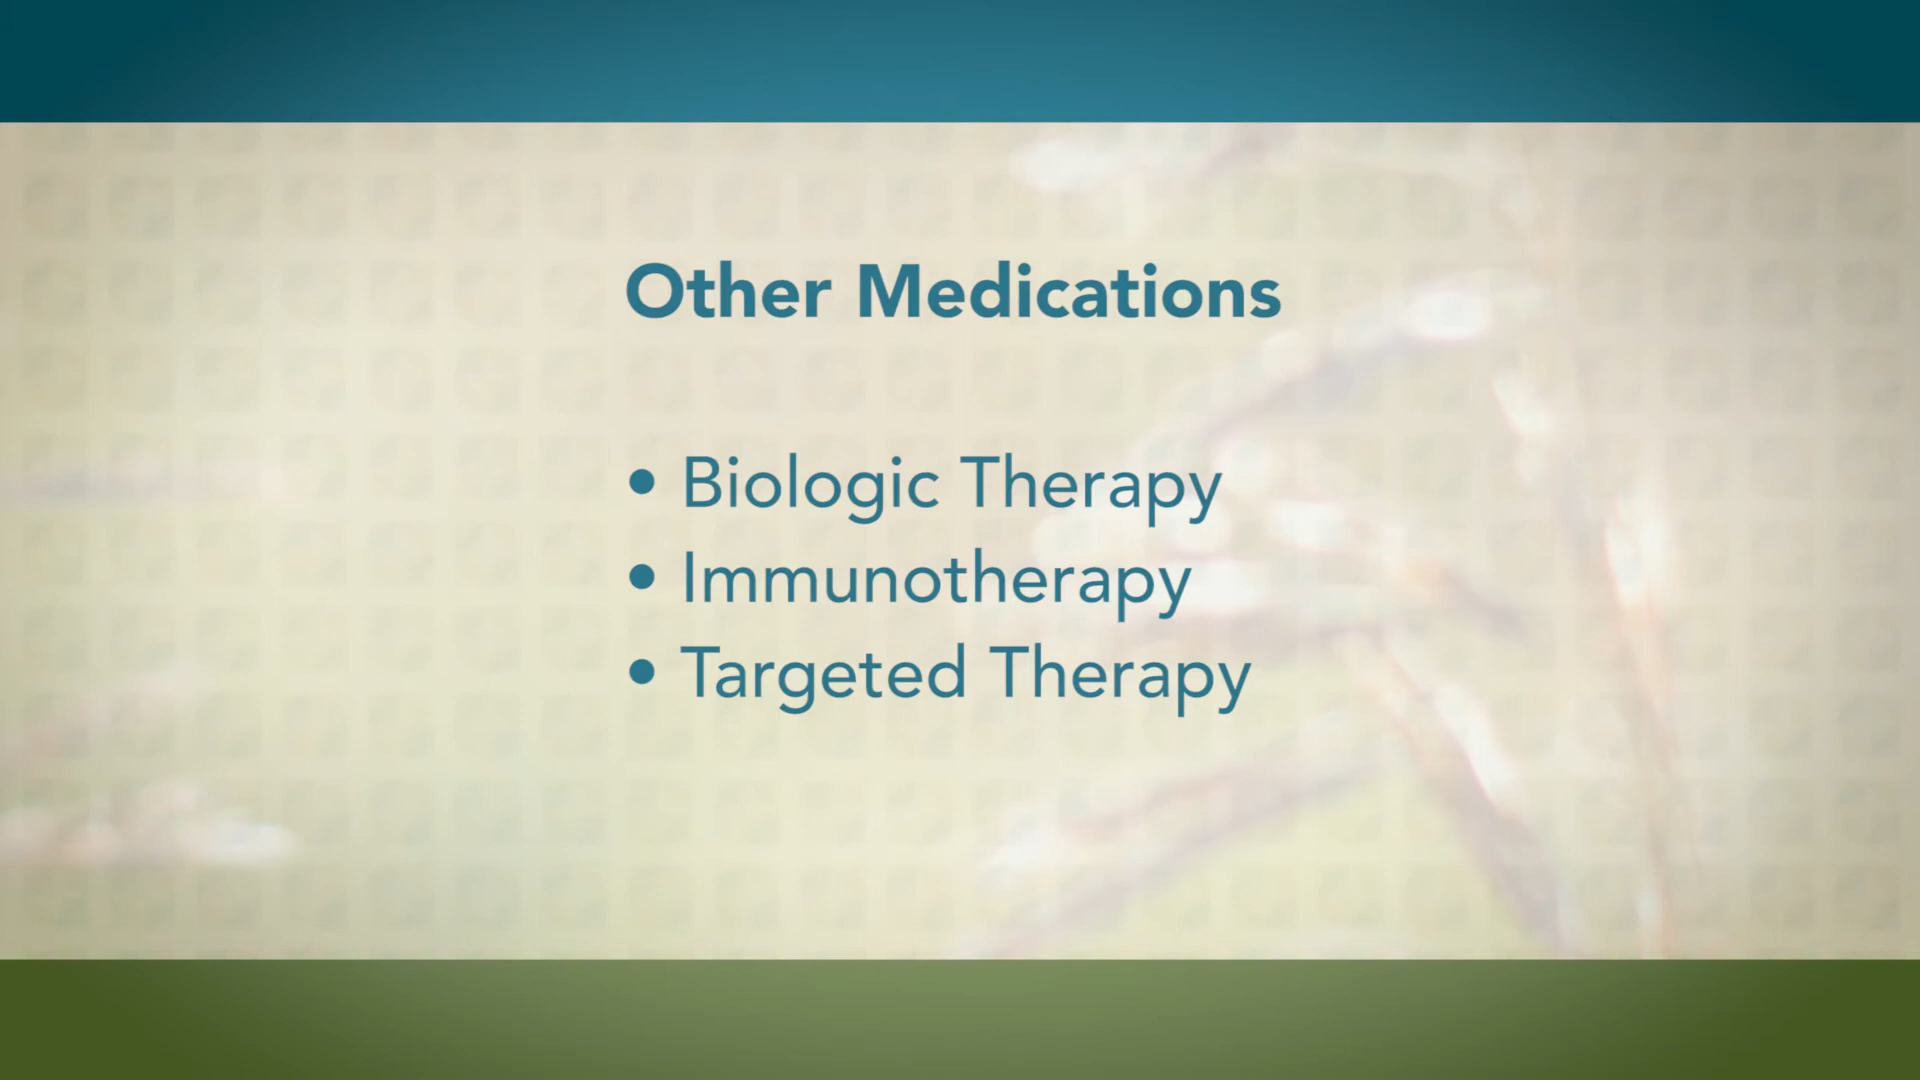 Other Medications
• Biologic Therapy
• Immunotherapy
• Targeted Therapy